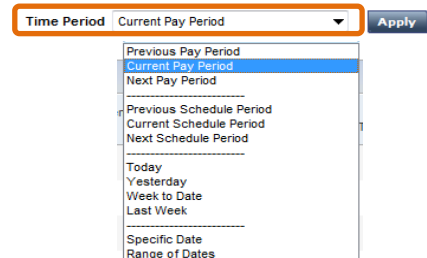 Time Period Current Pay Period Apply
Previous Pay Period
Current Pay Period
Next Pay Period
-------------------------
Previous Schedule Period
Current Schedule Period
Next Schedule Period
-------------------------
Today
Yesterday
Week to Date
Last Week
-------------------------
Specific Date
Range of Dates